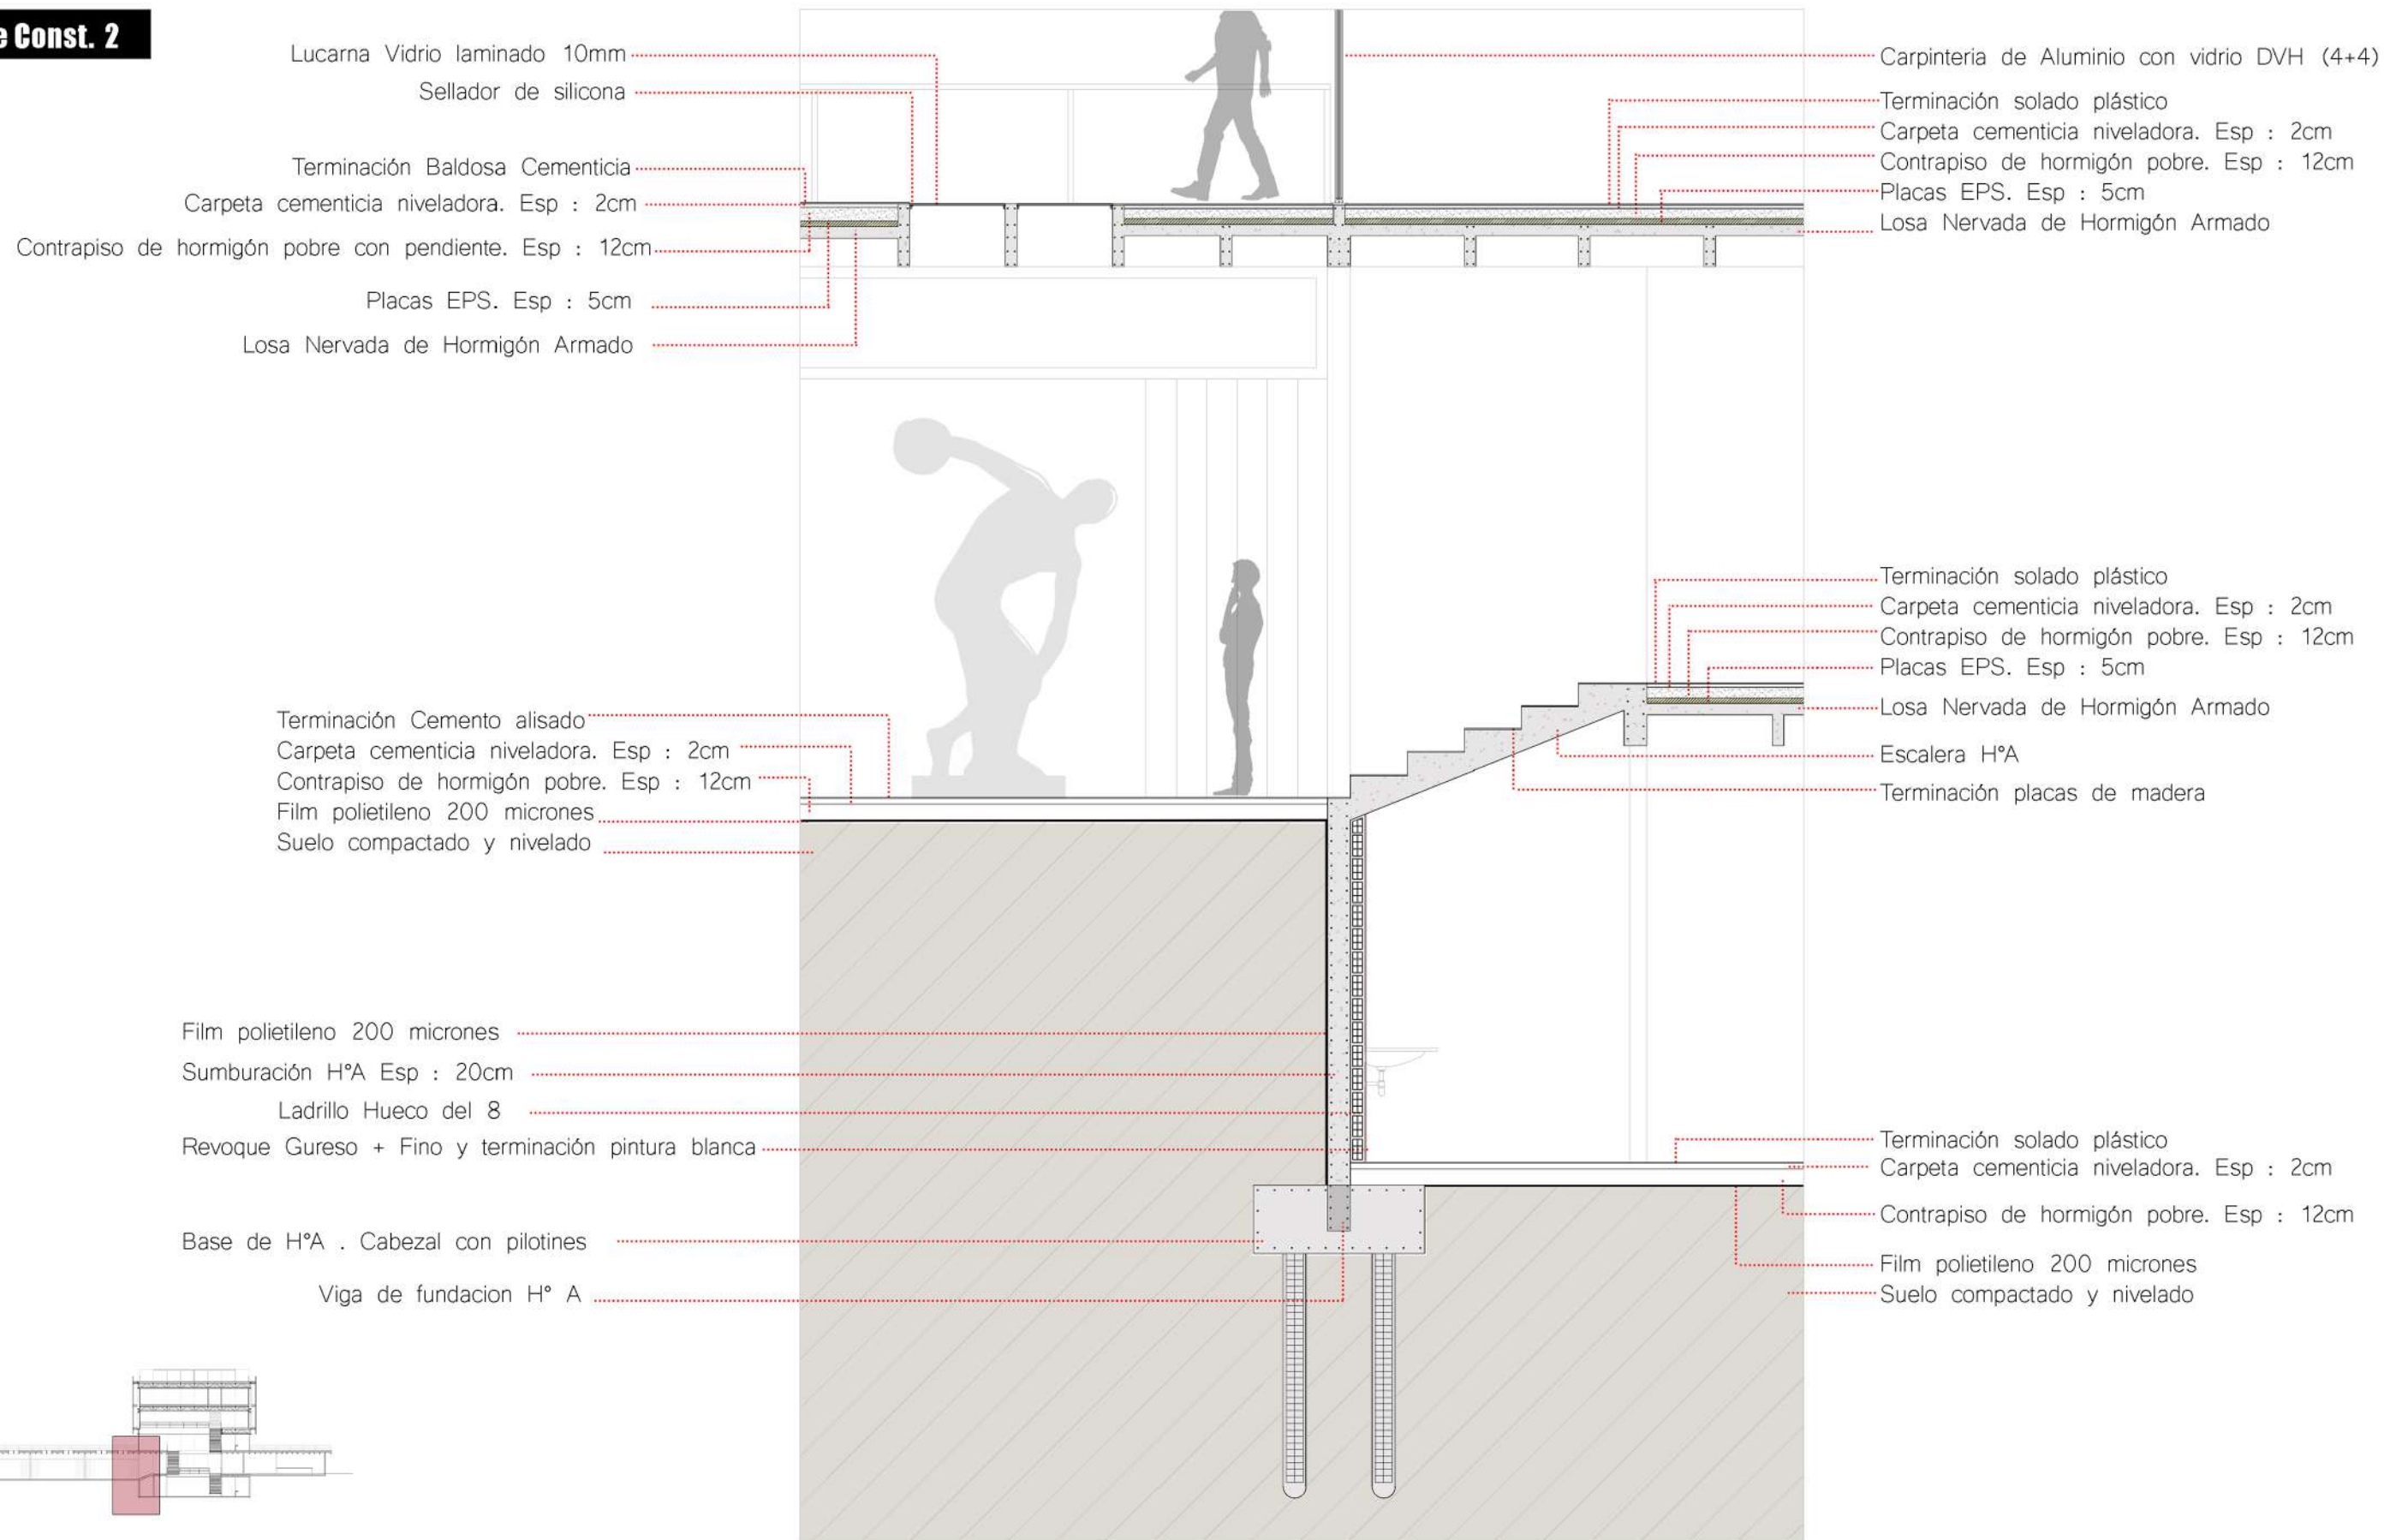 e Const. 2
Lucarna Vidrio laminado 10mm
Sellador de silicona
Terminación Baldosa Cementicia
Carpeta cementicia niveladora. Esp : 2cm
Contrapiso de hormigón pobre con pendiente. Esp : 12cm
Placas EPS. Esp : 5cm
Losa Nervada de Hormigón Armado
Terminación Cemento alisado
Carpeta cementicia niveladora. Esp : 2cm
Contrapiso de hormigón pobre. Esp : 12cm
Film polietileno 200 micrones
Suelo compactado y nivelado
Film polietileno 200 micrones
Sumburación H°A Esp : 20cm
Ladrillo Hueco del 8
Revoque Gureso + Fino y terminación pintura blanca
Base de H°A . Cabezal con pilotines
Viga de fundacion H° A
Carpinteria de Aluminio con vidrio DVH (4+4)
Terminación solado plástico
Carpeta cementicia niveladora. Esp : 2cm
Contrapiso de hormigón pobre. Esp : 12cm
Placas EPS. Esp : 5cm
Losa Nervada de Hormigón Armado
Terminación solado plástico
Carpeta cementicia niveladora. Esp : 2cm
Contrapiso de hormigón pobre. Esp : 12cm
Placas EPS. Esp : 5cm
Losa Nervada de Hormigón Armado
Escalera H°A
Terminación placas de madera
Terminación solado plástico
Carpeta cementicia niveladora. Esp : 2cm
Contrapiso de hormigón pobre. Esp : 12cm
Film polietileno 200 micrones
Suelo compactado y nivelado